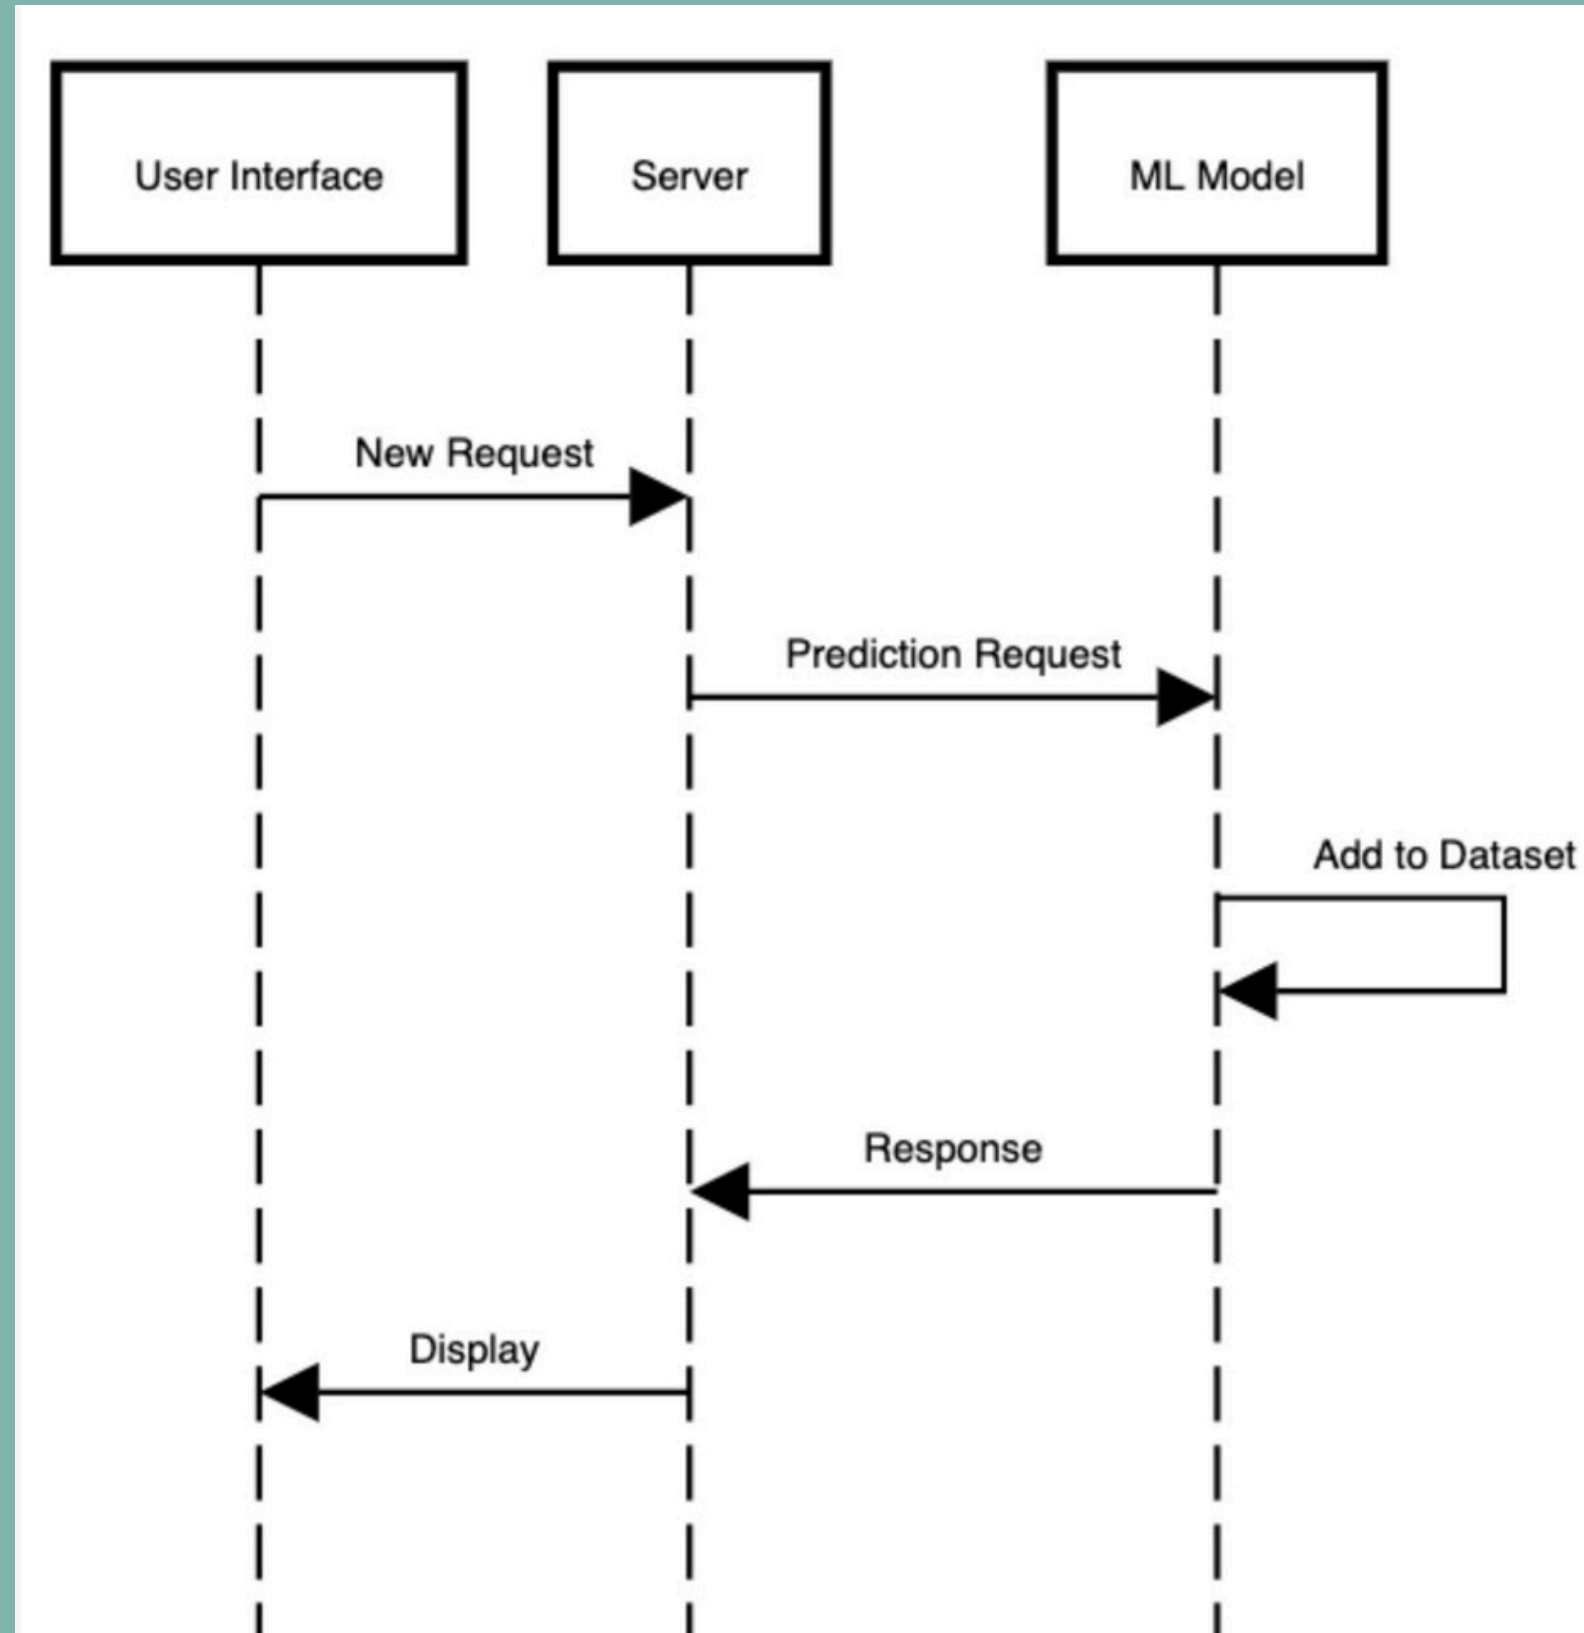 User Interface
Server
ML Model
New Request
Prediction Request
Add to Dataset
Response
Display